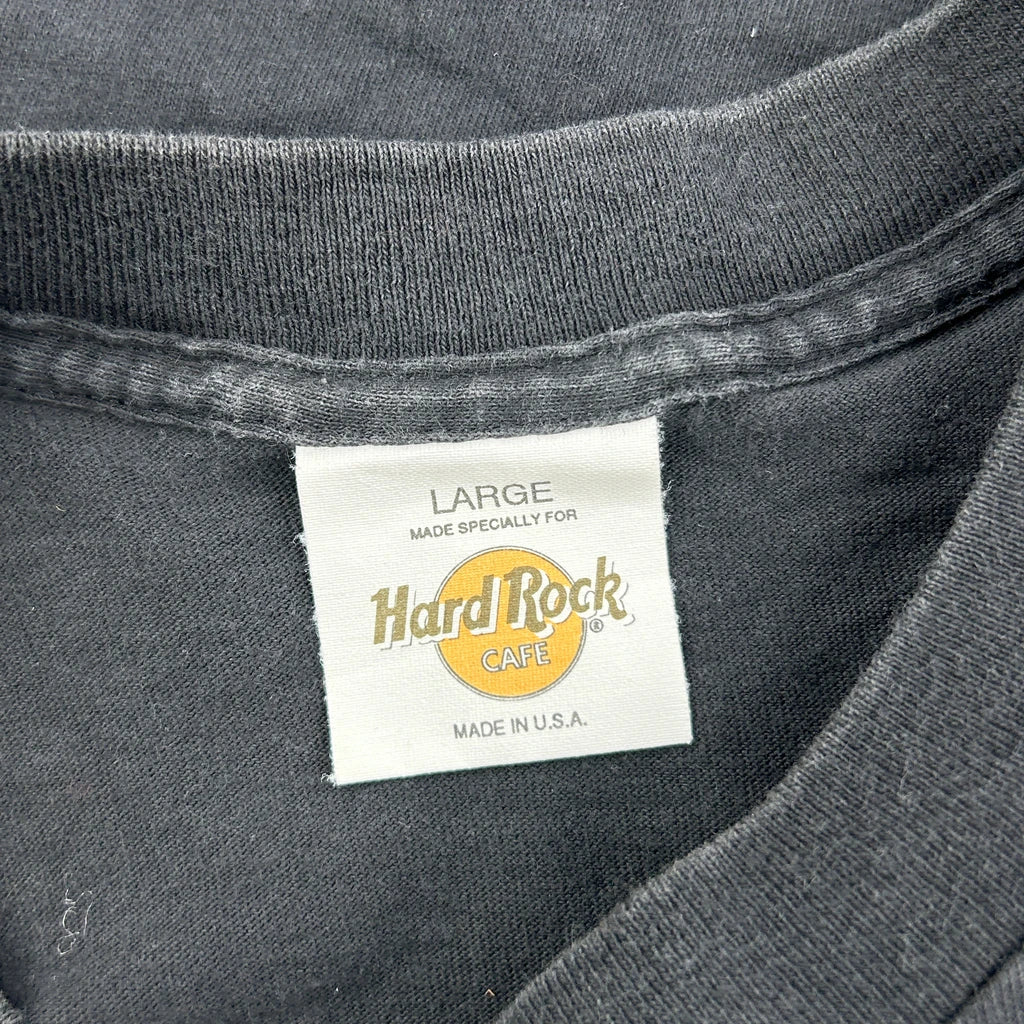 LARGE
MADE SPECIALLY FOR
Hard Rock
®
CAFE
MADE IN U.S.A.